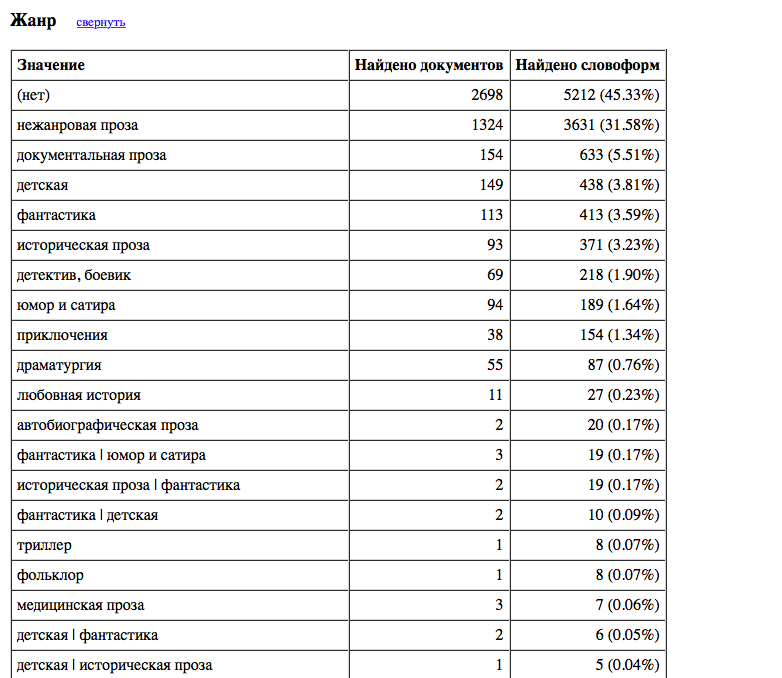 Жанр свернуть
Значение Найдено документов Найдено словоформ
(нет) 2698 5212 (45.33%)
нежанровая проза 1324 3631 (31.58%)
документальная проза 154 633 (5.51%)
детская 149 438 (3.81%)
фантастика 113 413 (3.59%)
историческая проза 93 371 (3.23%)
детектив, боевик 69 218 (1.90%)
юмор и сатира 94 189 (1.64%)
приключения 38 154 (1.34%)
драматургия 55 87 (0.76%)
любовная история 11 27 (0.23%)
автобиографическая проза 2 20 (0.17%)
фантастика | юмор и сатира 3 19 (0.17%)
историческая проза | фантастика 2 19 (0.17%)
фантастика | детская 2 10 (0.09%)
триллер 1 8 (0.07%)
фольклор 1 8 (0.07%)
медицинская проза 3 7 (0.06%)
детская | фантастика 2 6 (0.05%)
детская | историческая проза 1 5 (0.04%)